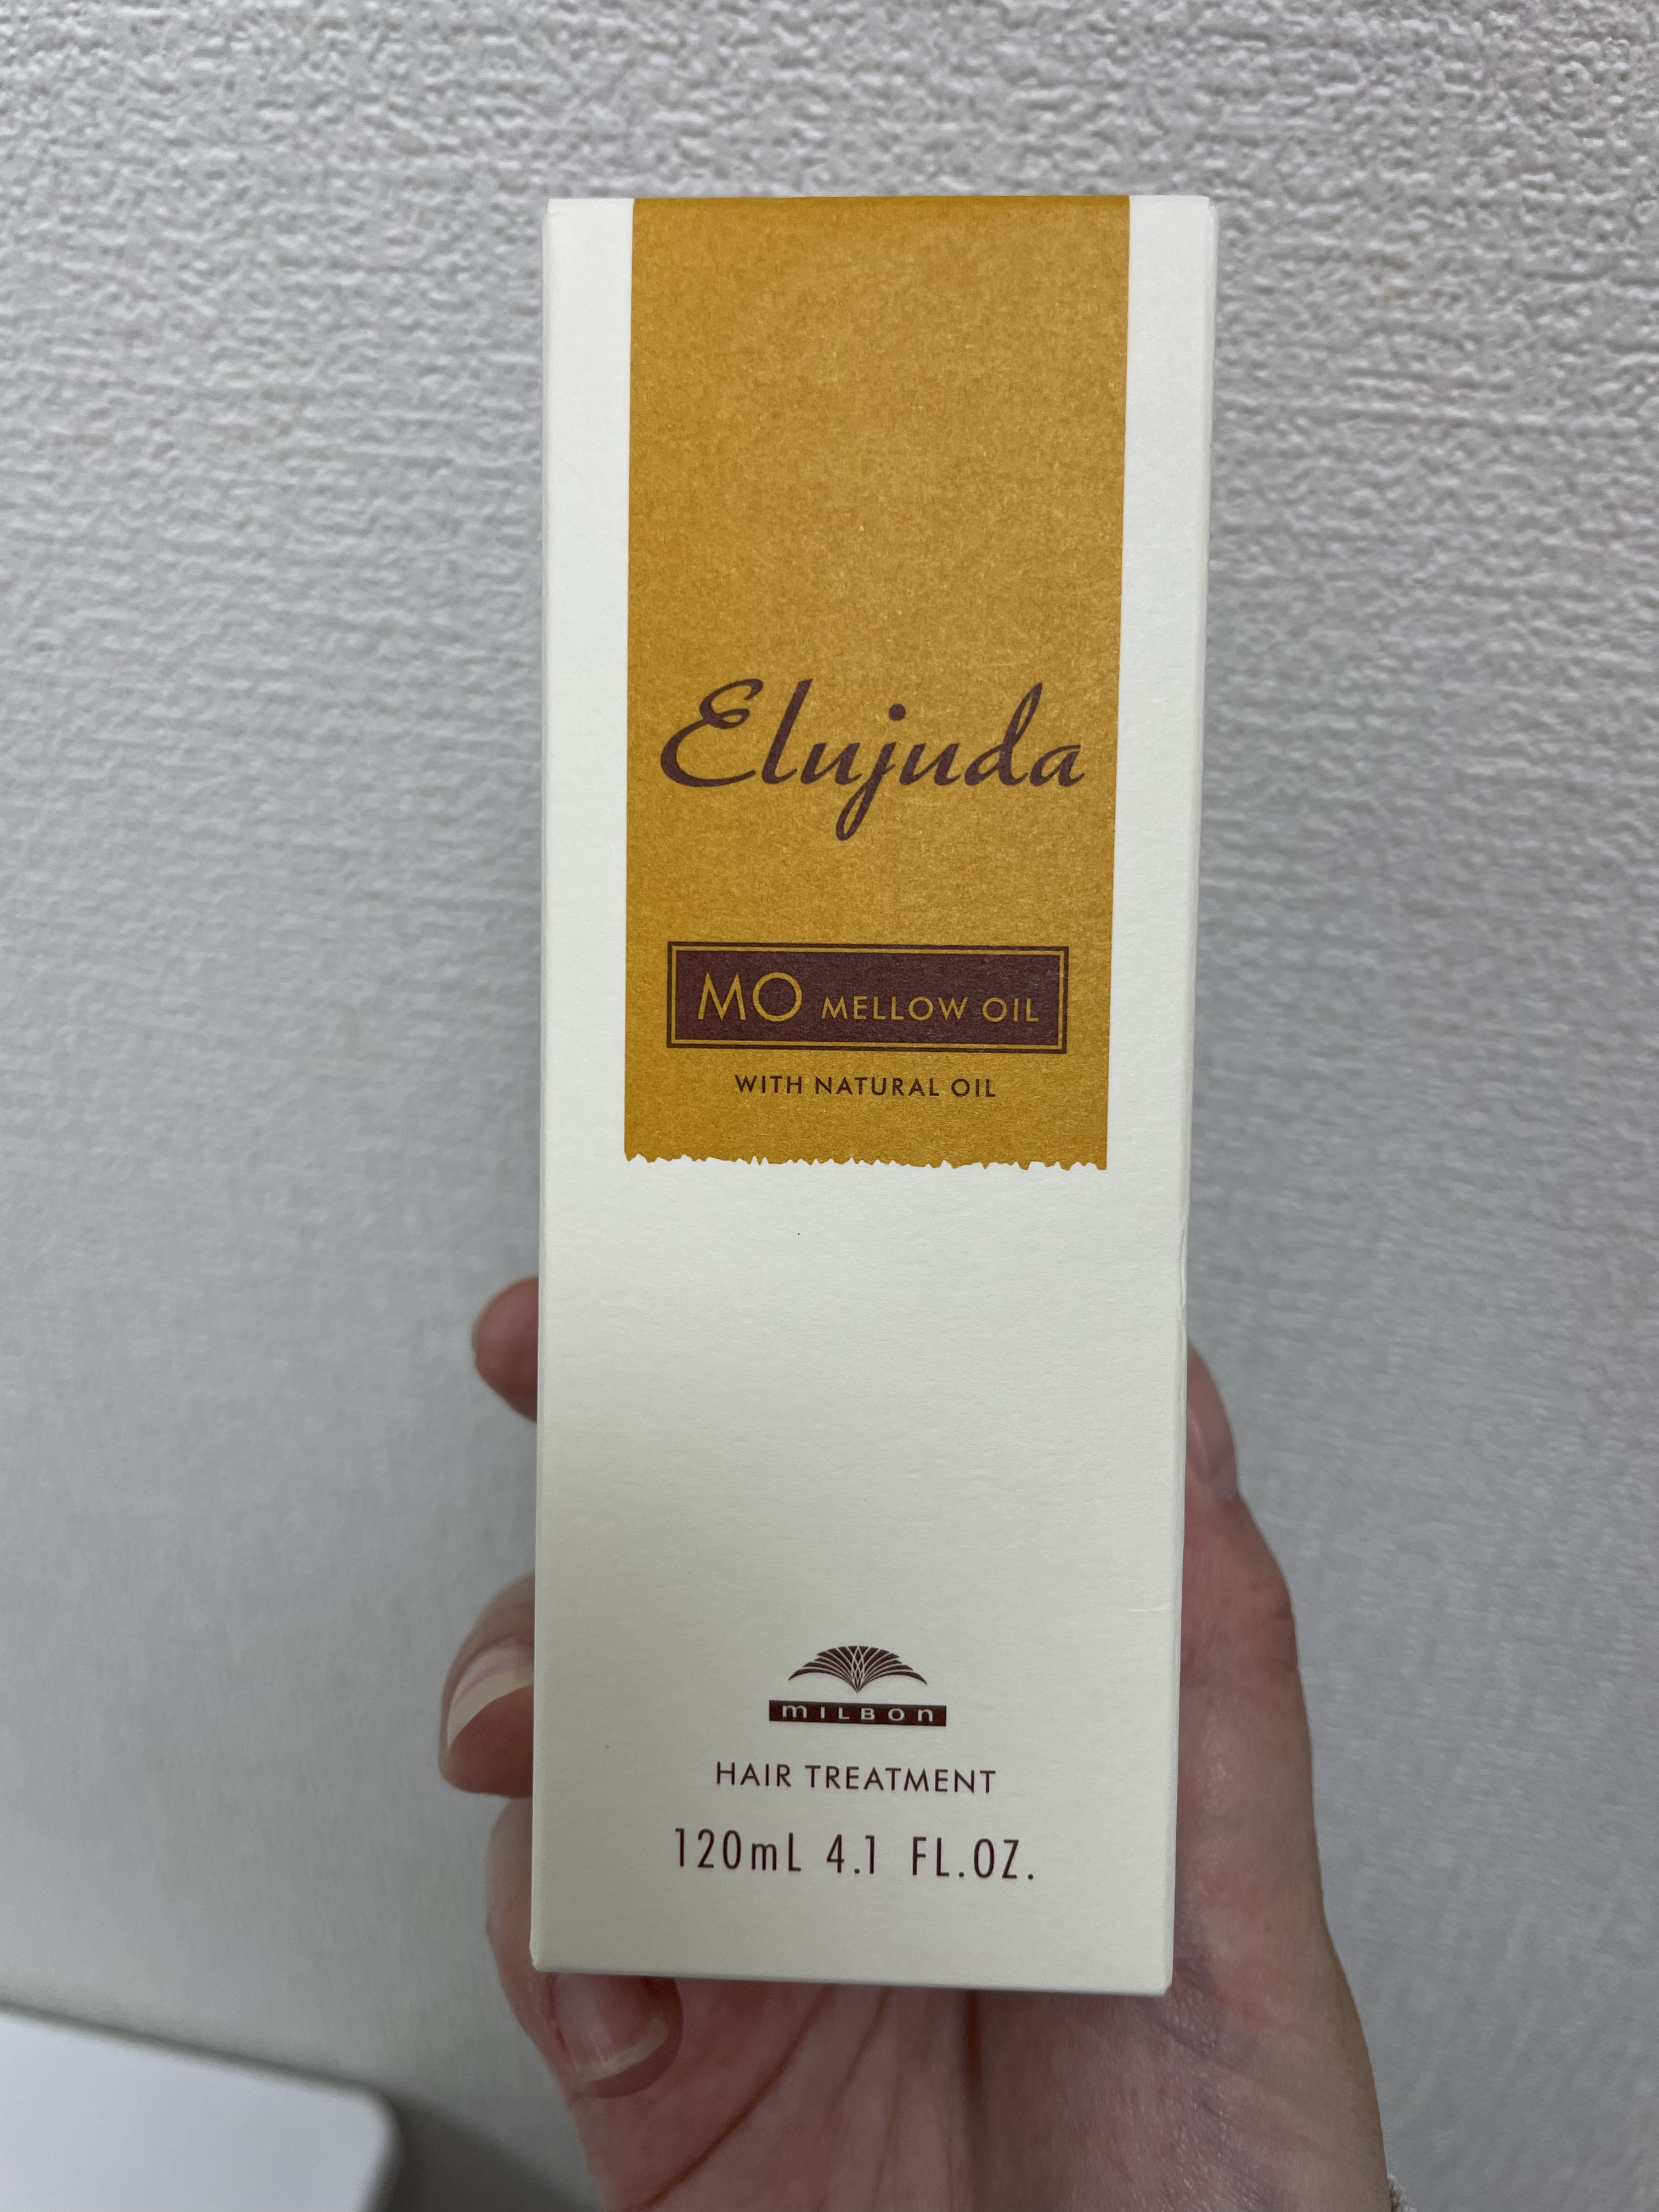 Elujuda
MO MELLOW OIL
WITH NATURAL OIL
mILBon
HAIR TREATMENT
120mL 4.1 FL.OZ.